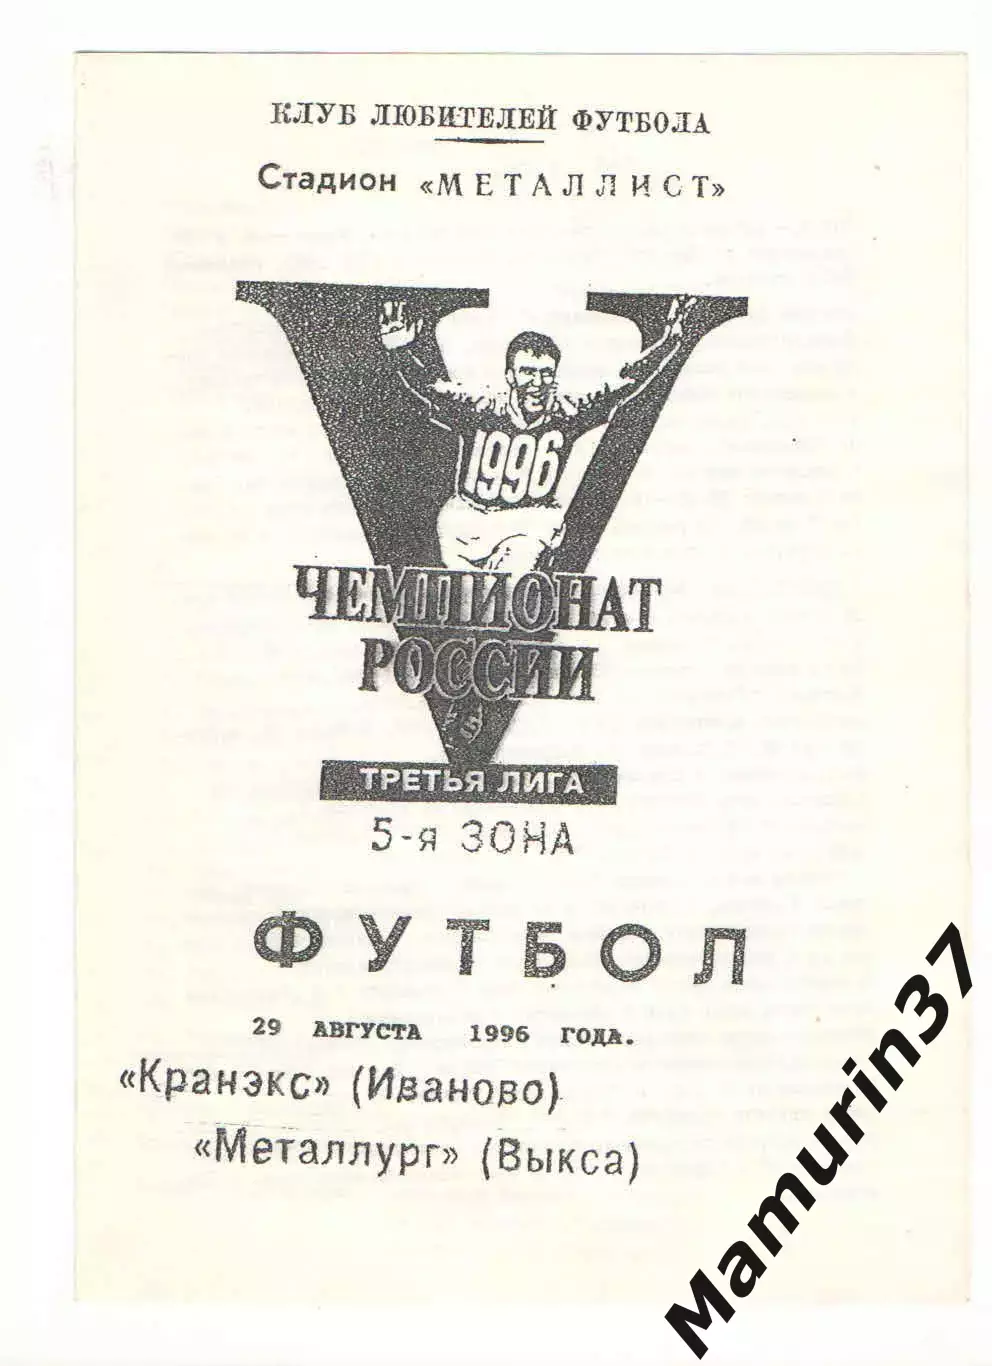 КЛУБ ЛЮБИТЕЛЕЙ ФУТБОЛА
Стадион «МЕТАЛЛИСТ»
V
1996
ЧЕМПИОНАТ
РОССИИ
ТРЕТЬЯ ЛИГА
5-я ЗОНА
ФУТБОЛ
29 АВГУСТА 1996 ГОДА.
«Кранэкс» (Иваново)
«Металлург» (Выкса)
Mamurin37